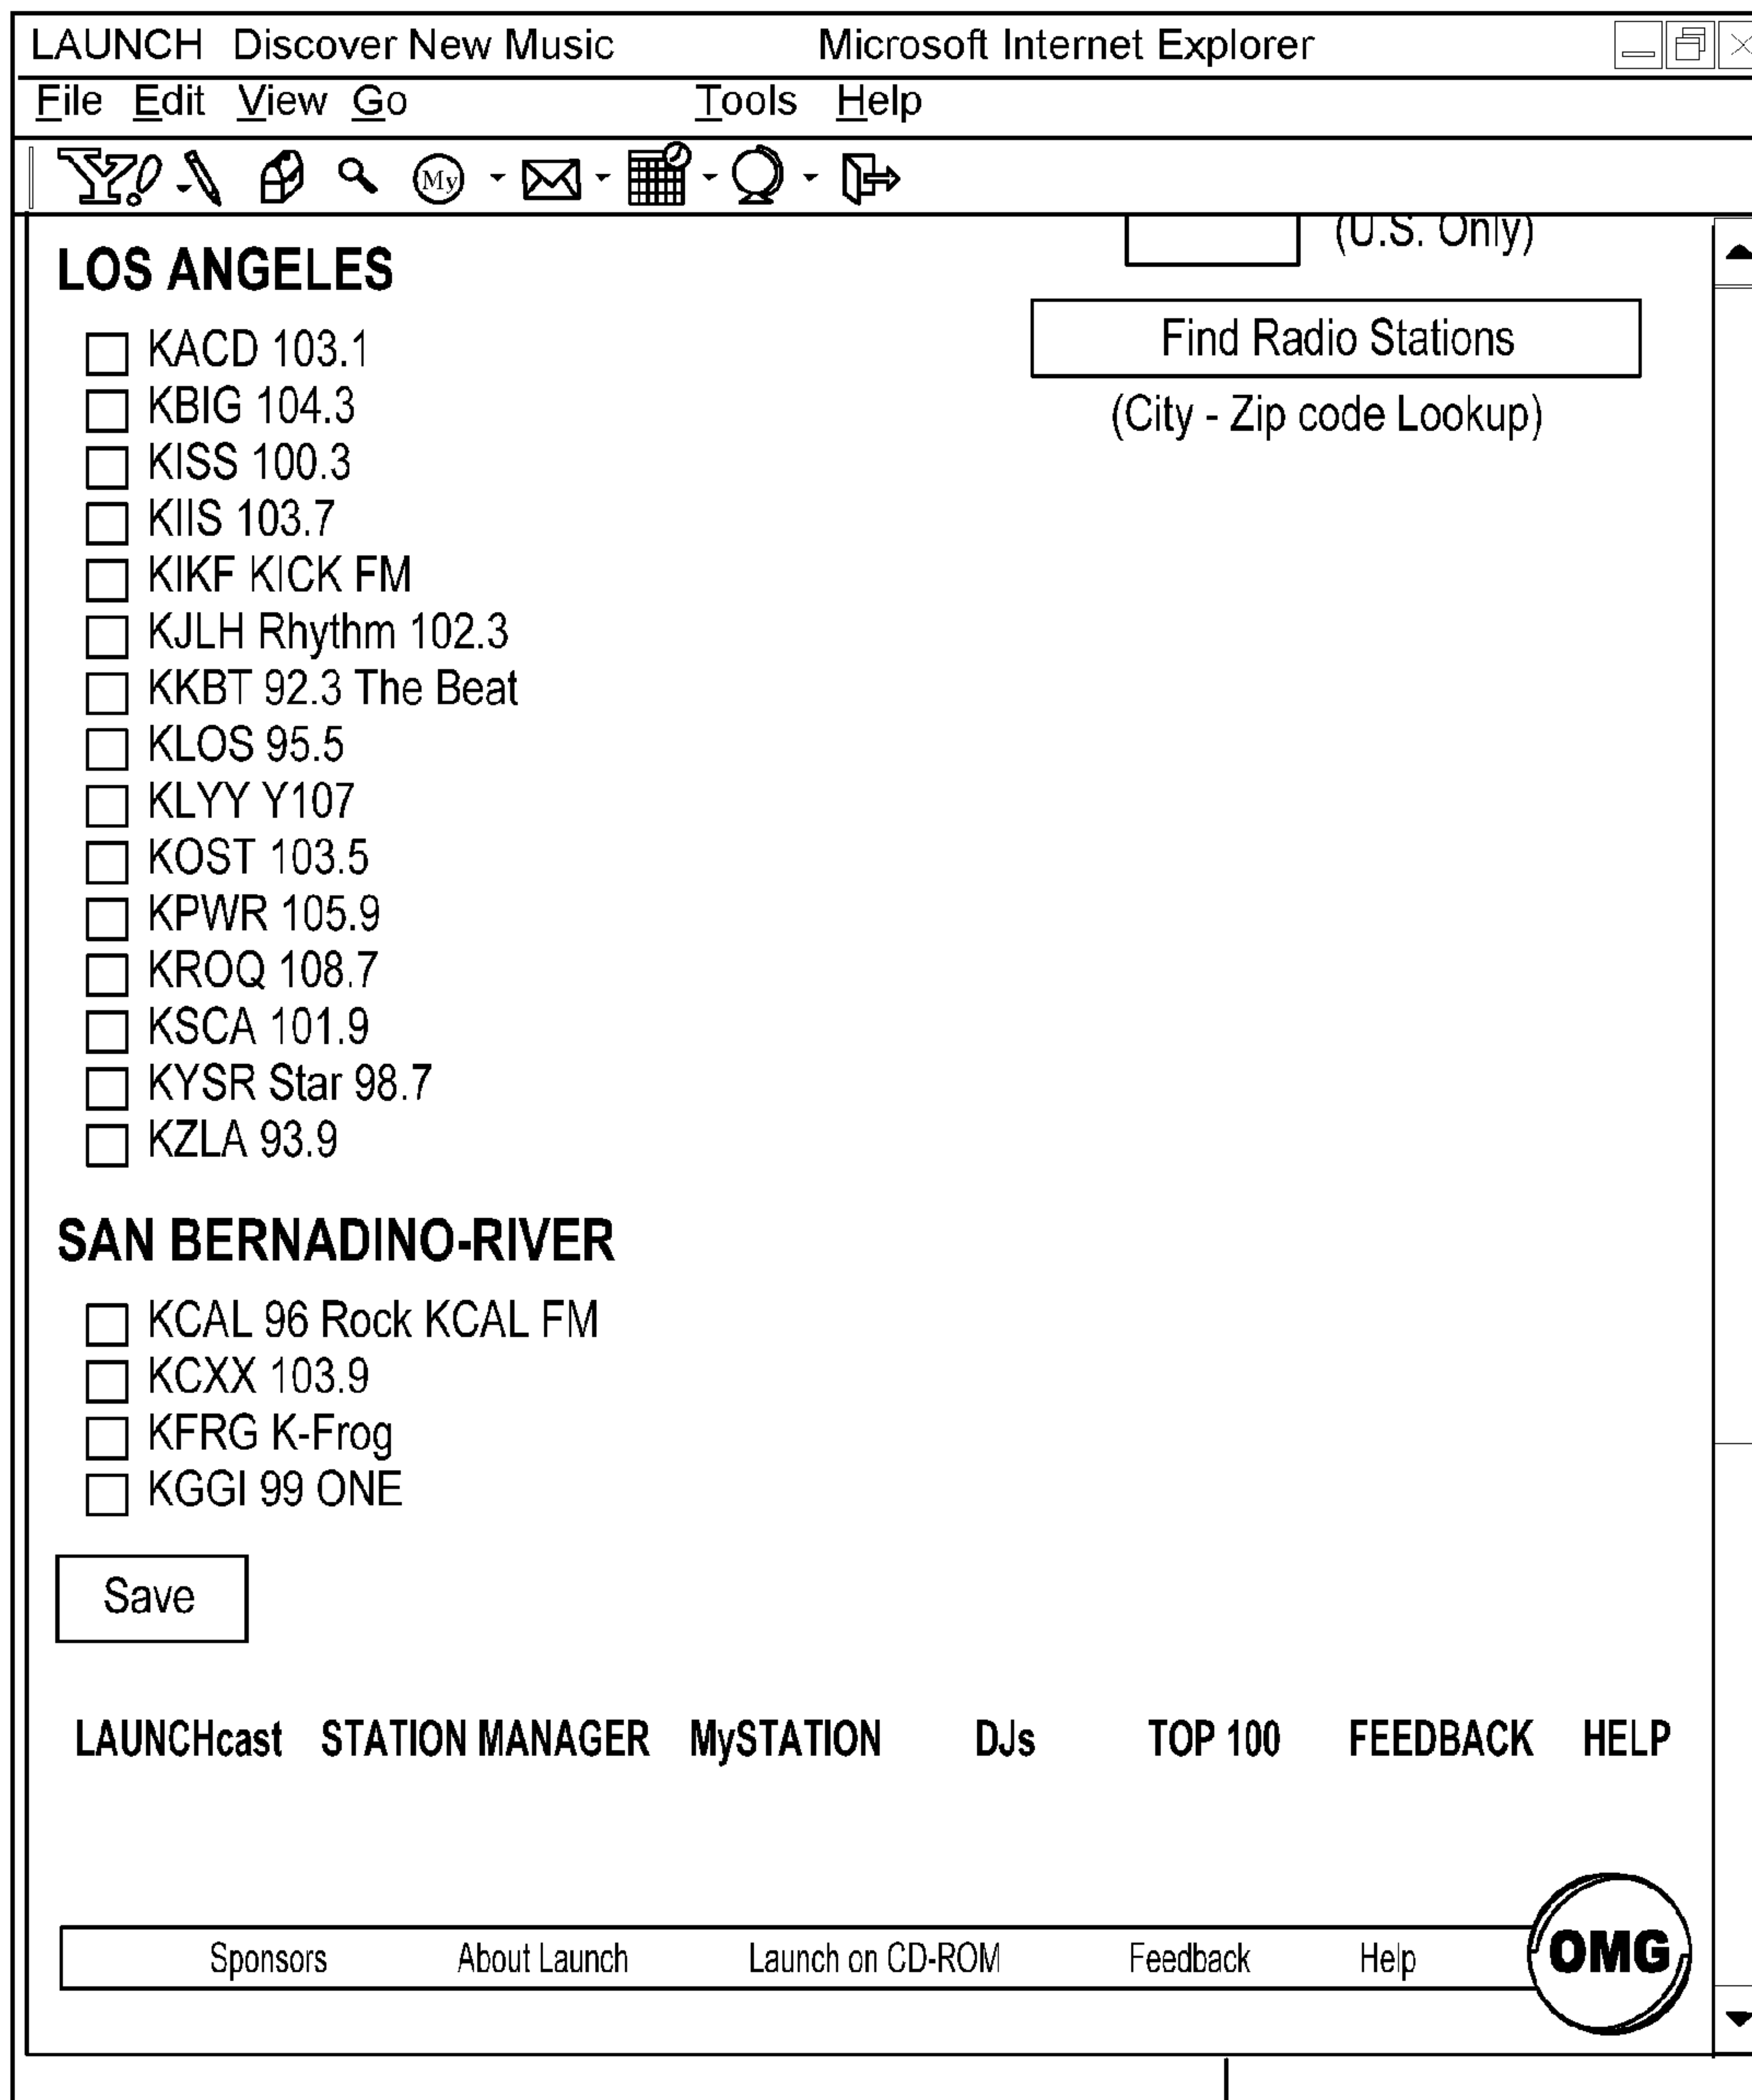 LAUNCH Discover New Music Microsoft Internet Explorer
File Edit View Go Tools Help
Y! My
(U.S. Only)
LOS ANGELES
Find Radio Stations
(City - Zip code Lookup)
KACD 103.1
KBIG 104.3
KISS 100.3
KIIS 103.7
KIKF KICK FM
KJLH Rhythm 102.3
KKBT 92.3 The Beat
KLOS 95.5
KLYY Y107
KOST 103.5
KPWR 105.9
KROQ 108.7
KSCA 101.9
KYSR Star 98.7
KZLA 93.9
SAN BERNADINO-RIVER
KCAL 96 Rock KCAL FM
KCXX 103.9
KFRG K-Frog
KGGI 99 ONE
Save
LAUNCHcast STATION MANAGER MySTATION DJs TOP 100 FEEDBACK HELP
Sponsors About Launch Launch on CD-ROM Feedback Help OMG